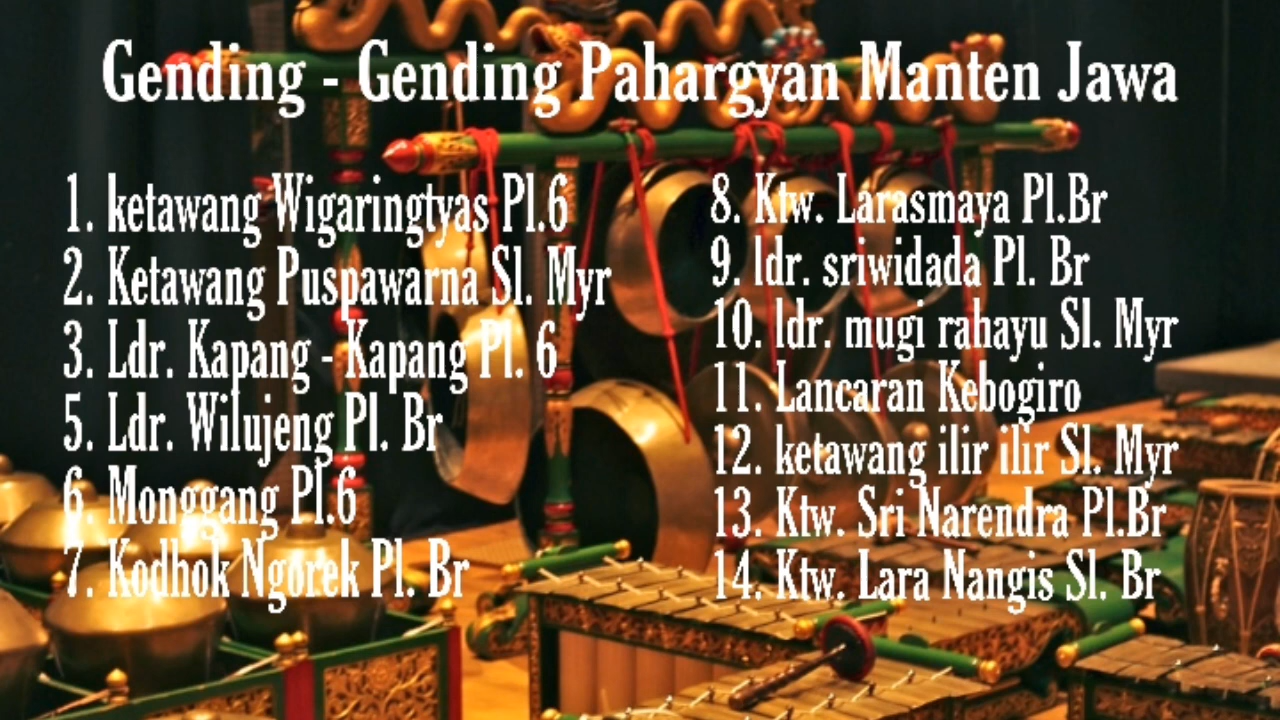 Gending - Gending Pahargyan Manten Jawa
1. ketawang Wigaringtyas Pl.6
2. Ketawang Puspawarna Sl. Myr
3. Ldr. Kapang - Kapang Pl. 6
5. Ldr. Wilujeng Pl. Br
6. Monggang Pl.6
7. Kodhok Ngorek Pl. Br
8. Ktw. Larasmaya Pl.Br
9. ldr. sriwidada Pl. Br
10. ldr. mugi rahayu Sl. Myr
11. Lancaran Kebogiro
12. ketawang ilir ilir Sl. Myr
13. Ktw. Sri Narendra Pl.Br
14. Ktw. Lara Nangis Sl. Br